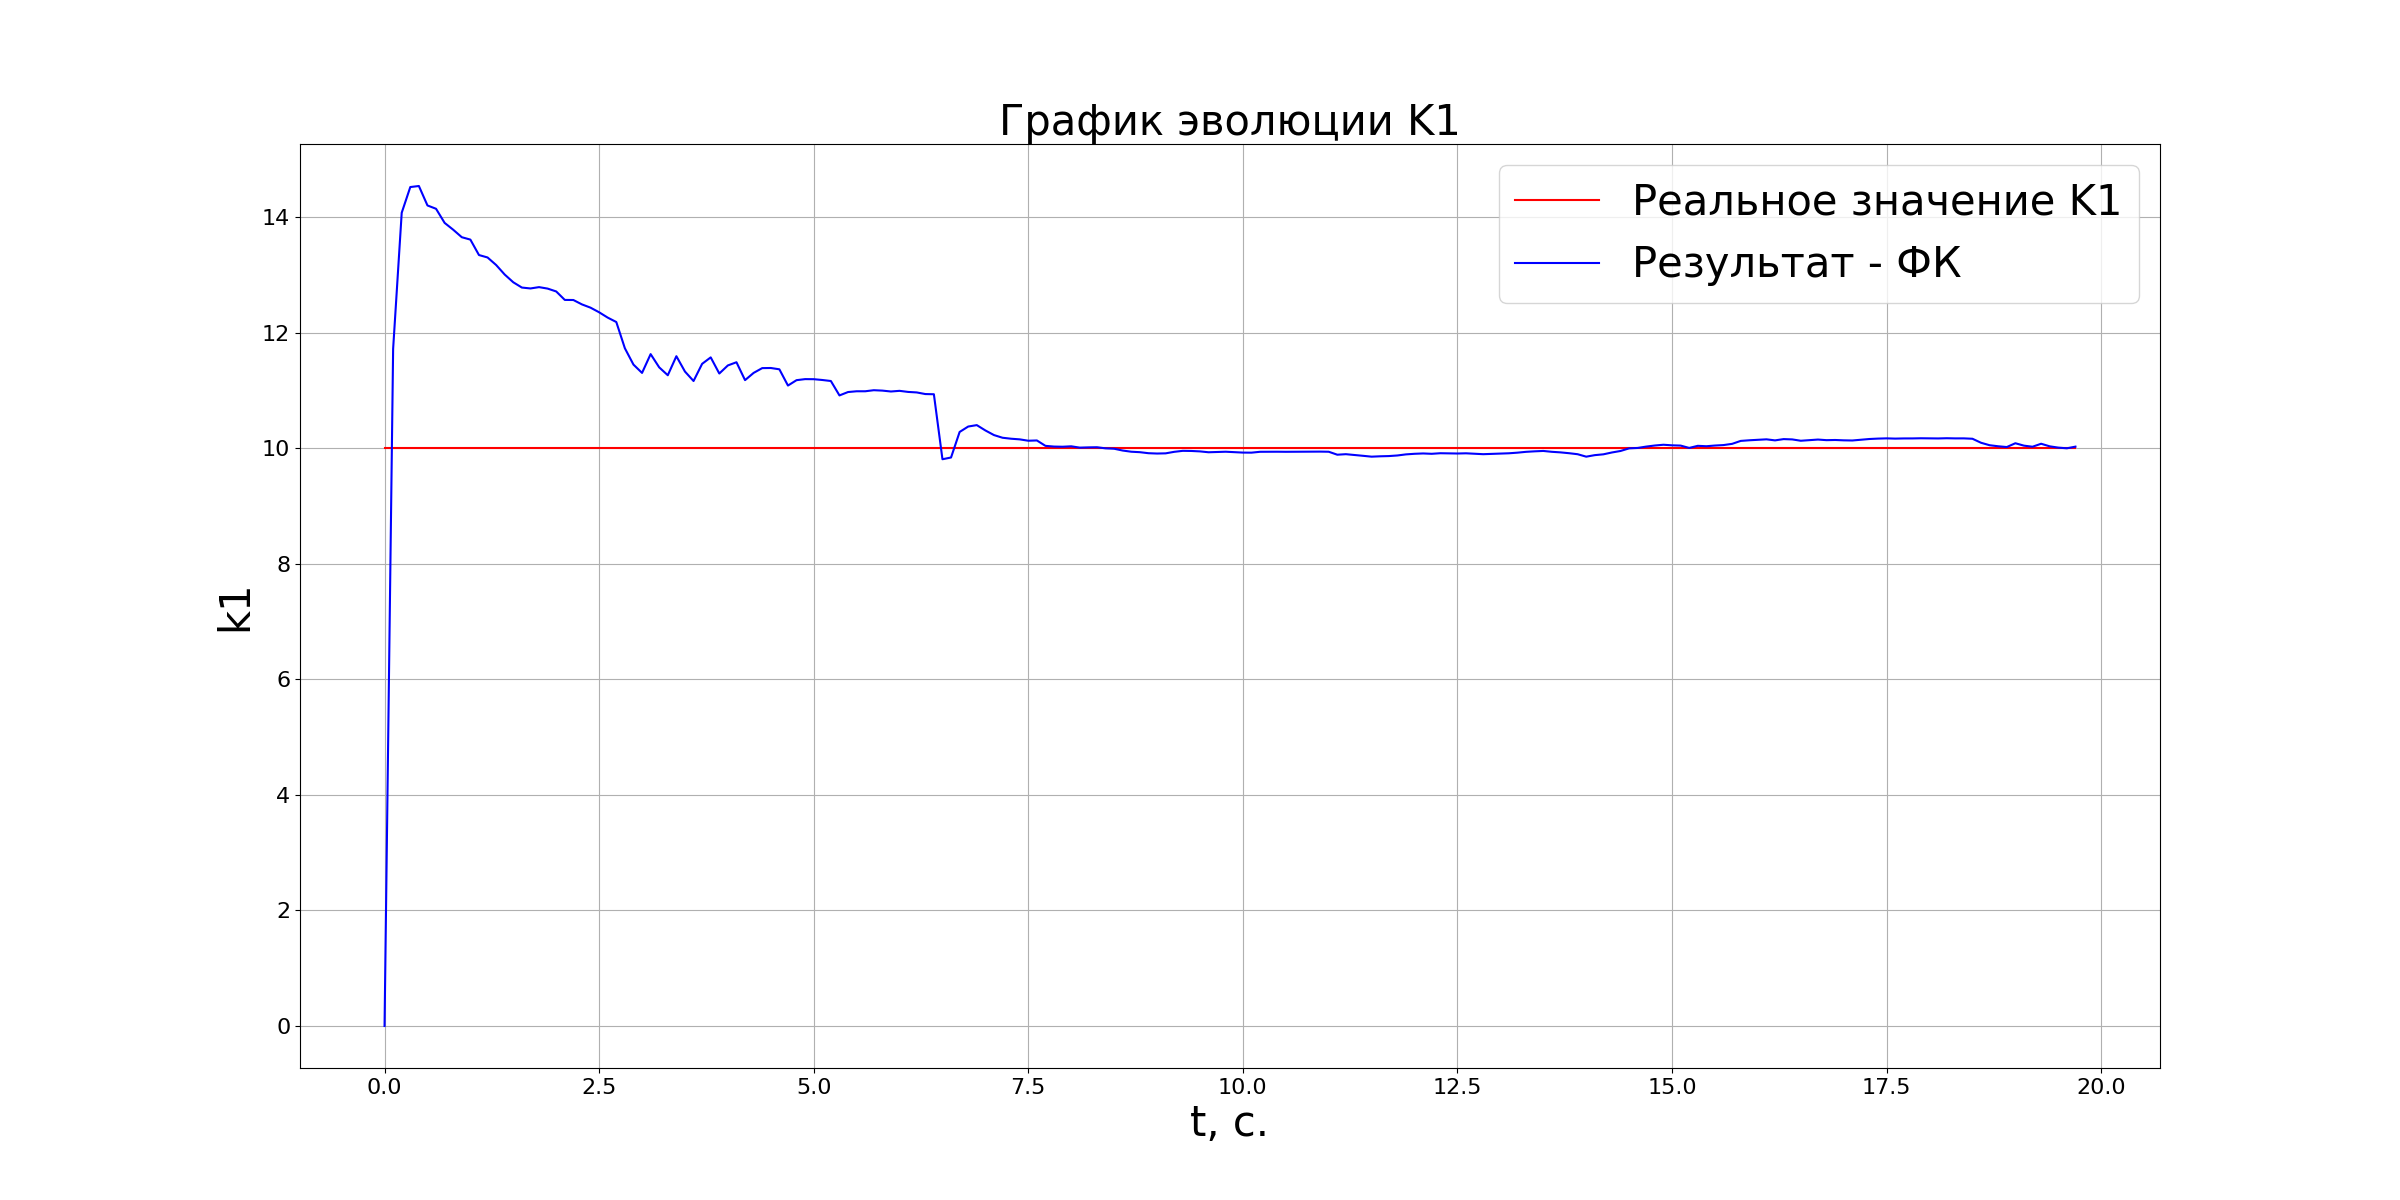 График эволюции K1
Реальное значение K1
Результат - ФК
14
12
10
8
6
4
2
0
k1
0.0 2.5 5.0 7.5 10.0 12.5 15.0 17.5 20.0
t, с.